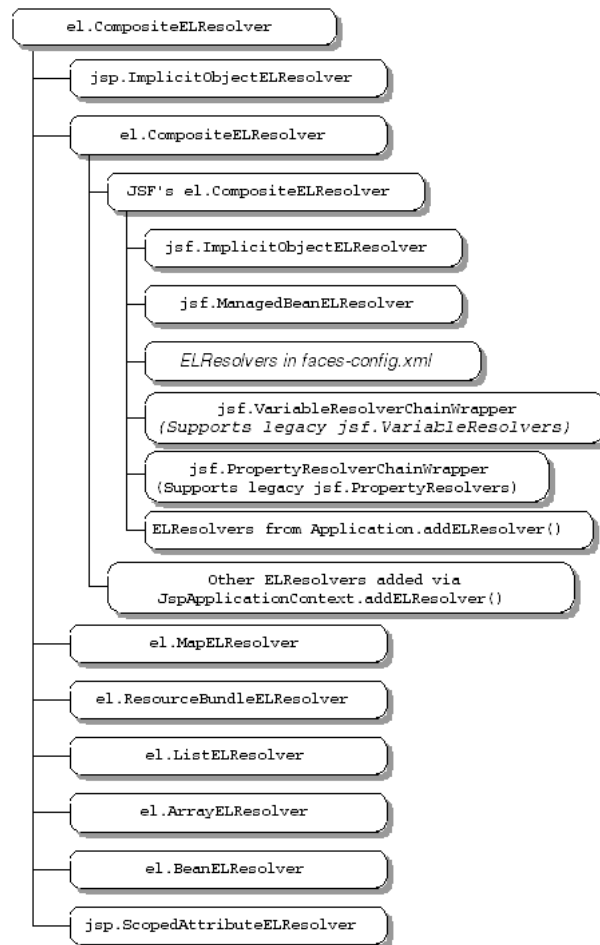 el.CompositeELResolver
jsp.ImplicitObjectELResolver
el.CompositeELResolver
JSF's el.CompositeELResolver
jsf.ImplicitObjectELResolver
jsf.ManagedBeanELResolver
ELResolvers in faces-config.xml
jsf.VariableResolverChainWrapper
(Supports legacy jsf.VariableResolvers)
jsf.PropertyResolverChainWrapper
(Supports legacy jsf.PropertyResolvers)
ELResolvers from Application.addELResolver()
Other ELResolvers added via
JspApplicationContext.addELResolver()
el.MapELResolver
el.ResourceBundleELResolver
el.ListELResolver
el.ArrayELResolver
el.BeanELResolver
jsp.ScopedAttributeELResolver